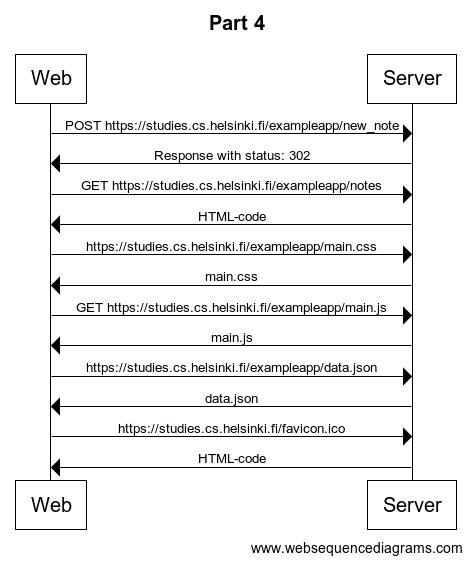 Part 4
Web
Server
POST https://studies.cs.helsinki.fi/exampleapp/new_note
Response with status: 302
GET https://studies.cs.helsinki.fi/exampleapp/notes
HTML-code
https://studies.cs.helsinki.fi/exampleapp/main.css
main.css
GET https://studies.cs.helsinki.fi/exampleapp/main.js
main.js
https://studies.cs.helsinki.fi/exampleapp/data.json
data.json
https://studies.cs.helsinki.fi/favicon.ico
HTML-code
Web
Server
www.websequencediagrams.com